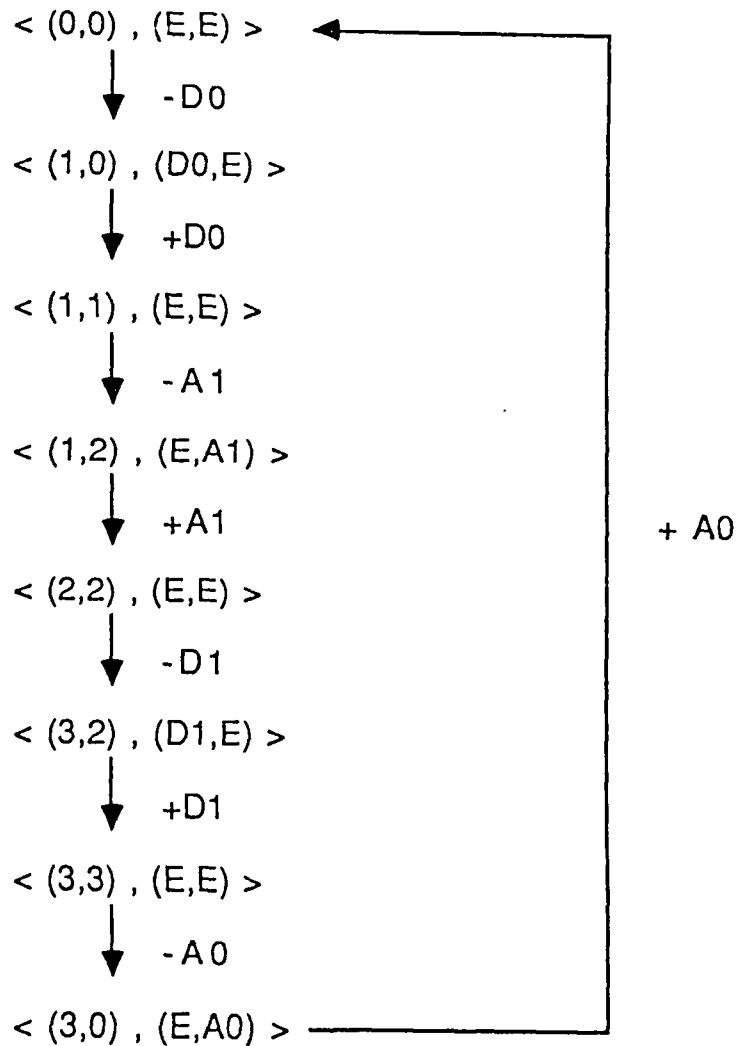 < (0,0) , (E,E) >
-D0
< (1,0) , (D0,E) >
+D0
< (1,1) , (E,E) >
-A1
< (1,2) , (E,A1) >
+A1
+ A0
< (2,2) , (E,E) >
-D1
< (3,2) , (D1,E) >
+D1
< (3,3) , (E,E) >
-A0
< (3,0) , (E,A0) >